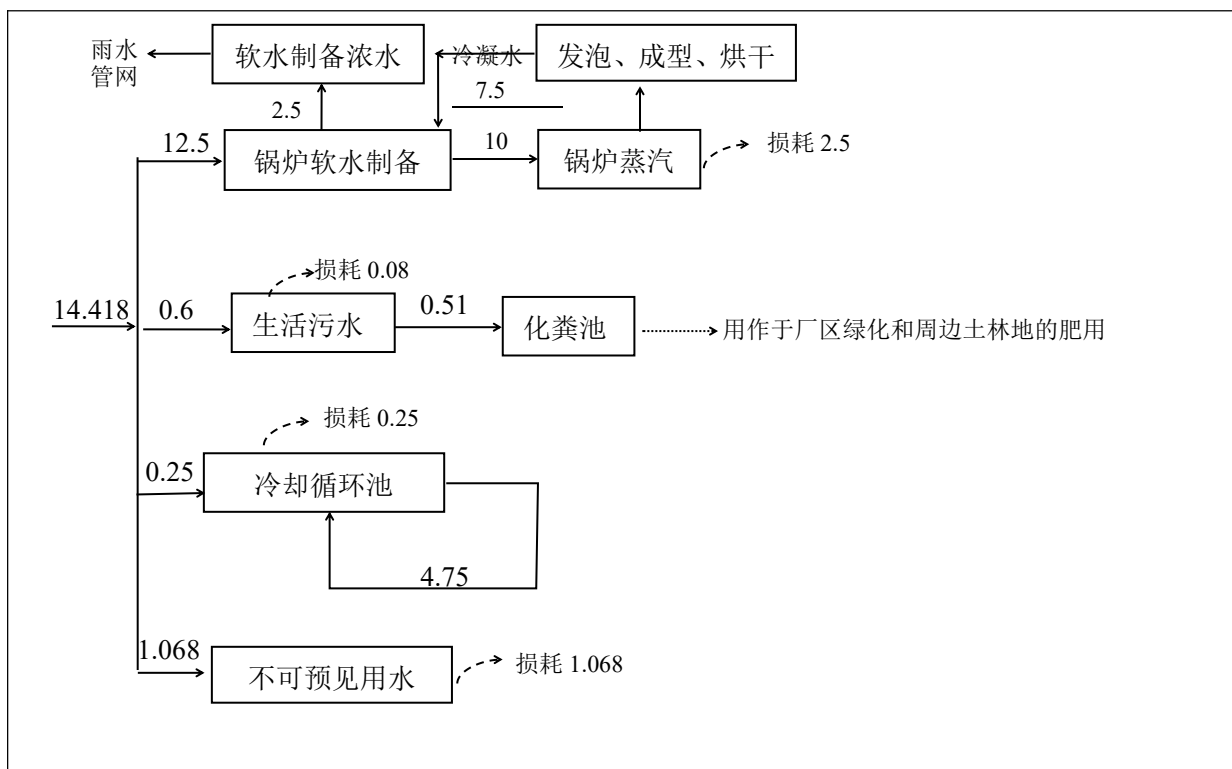 雨水
管网
软水制备浓水
冷凝水
发泡、成型、烘干
7.5
2.5
12.5
锅炉软水制备
10
锅炉蒸汽
损耗 2.5
损耗 0.08
14.418
0.6
生活污水
0.51
化粪池
用作于厂区绿化和周边土林地的肥用
损耗 0.25
0.25
冷却循环池
4.75
1.068
不可预见用水
损耗 1.068